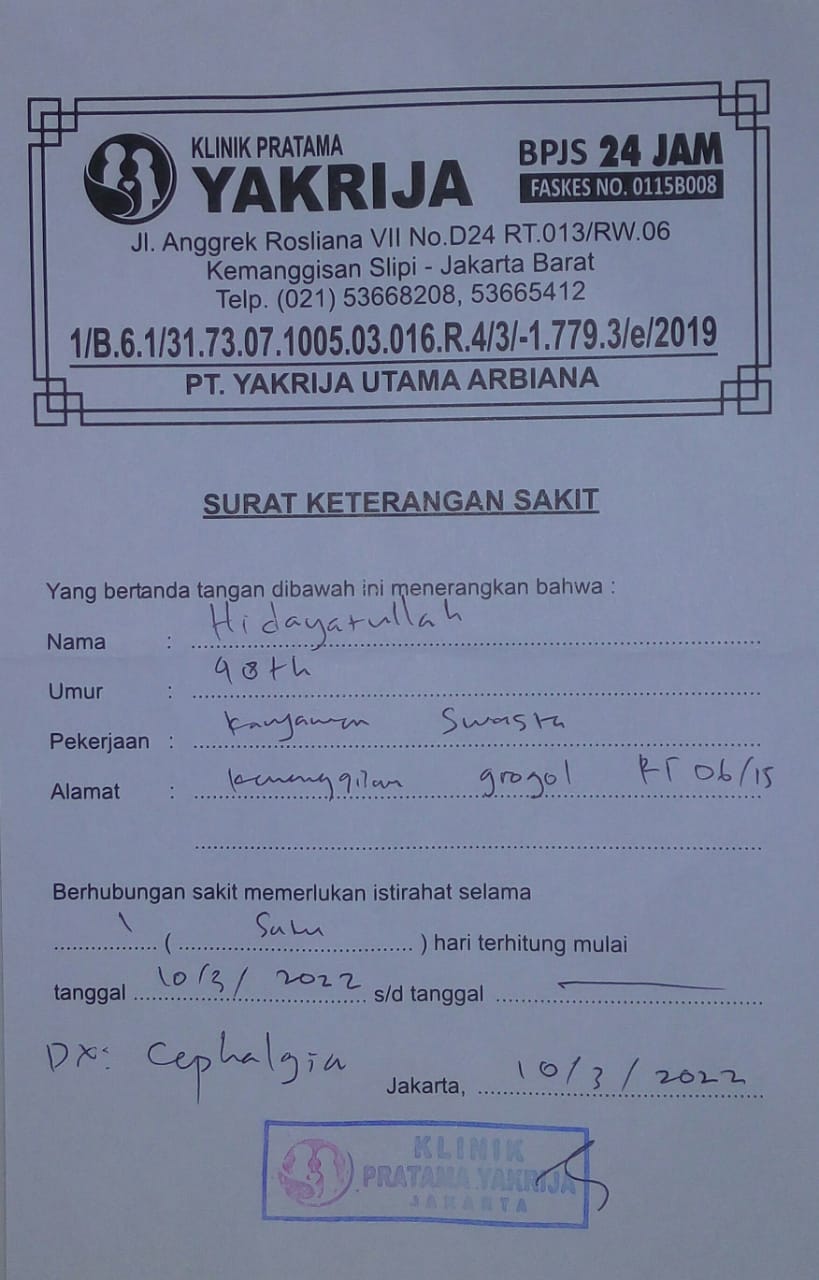 KLINIK PRATAMA
YAKRIJA
BPJS 24 JAM
FASKES NO. 0115B008
Jl. Anggrek Rosliana VII No.D24 RT.013/RW.06
Kemanggisan Slipi - Jakarta Barat
Telp. (021) 53668208, 53665412
1/B.6.1/31.73.07.1005.03.016.R.4/3/-1.779.3/e/2019
PT. YAKRIJA UTAMA ARBIANA
SURAT KETERANGAN SAKIT
Yang bertanda tangan dibawah ini menerangkan bahwa :
Nama : Hidayatullah
Umur : 48 th
Pekerjaan : Karyawan Swasta
Alamat : grogol RT 06/15
Berhubungan sakit memerlukan istirahat selama
1 ( Satu ) hari terhitung mulai
tanggal 10/3/2022 s/d tanggal —
DX: Cephalgia
Jakarta, 10/3/2022
KLINIK
PRATAMA YAKRIJA
JAKARTA